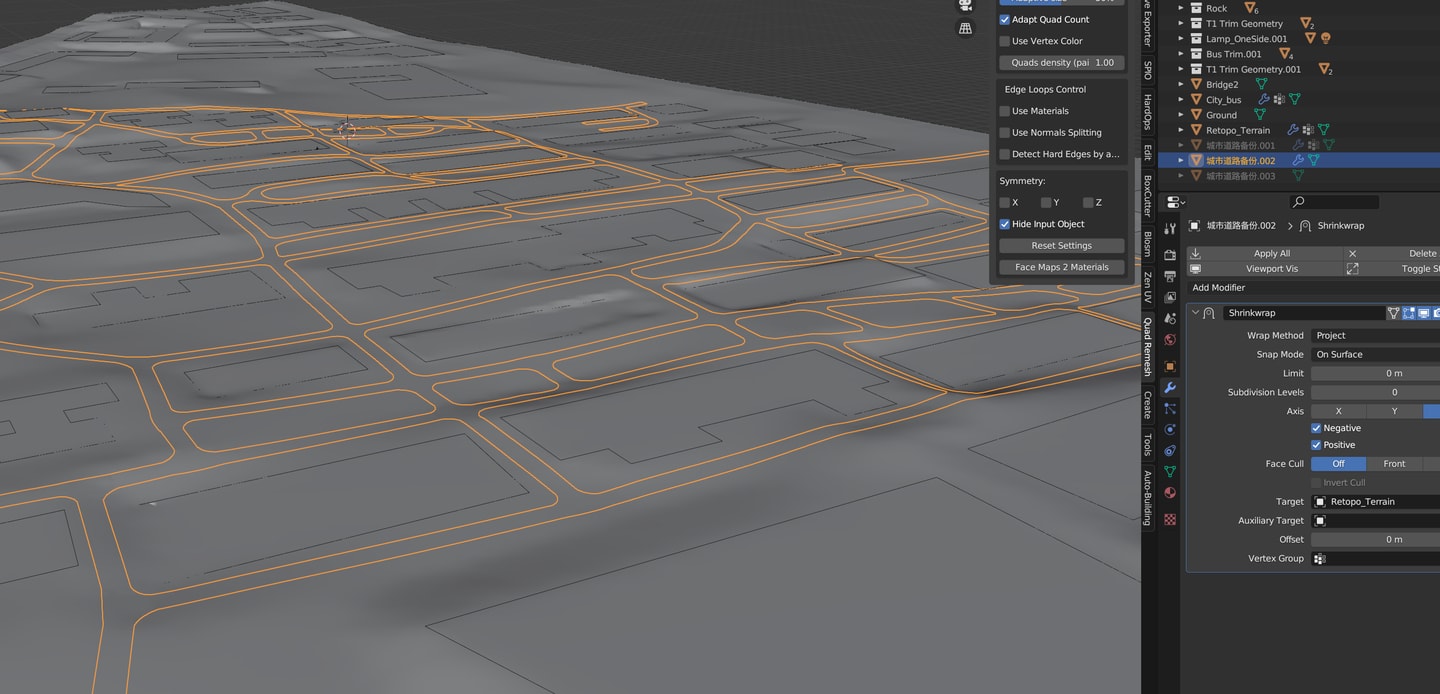 Adapt Quad Count
Use Vertex Color
Quads density (pai 1.00
Edge Loops Control
Use Materials
Use Normals Splitting
Detect Hard Edges by a...
Symmetry:
X Y Z
Hide Input Object
Reset Settings
Face Maps 2 Materials
ve Exporter
SPIO
HardOps
Edit
BoxCutter
Blosm
Zen UV
Quad Remesh
Create
Tools
Auto-Building
Rock 6
T1 Trim Geometry 2
Lamp_OneSide.001
Bus Trim.001 4
T1 Trim Geometry.001 2
Bridge2
City_bus
Ground
Retopo_Terrain
城市道路备份.001
城市道路备份.002
城市道路备份.003
城市道路备份.002 Shrinkwrap
Apply All Delete
Viewport Vis Toggle S
Add Modifier
Shrinkwrap
Wrap Method Project
Snap Mode On Surface
Limit 0 m
Subdivision Levels 0
Axis X Y
Negative
Positive
Face Cull Off Front
Invert Cull
Target Retopo_Terrain
Auxiliary Target
Offset 0 m
Vertex Group